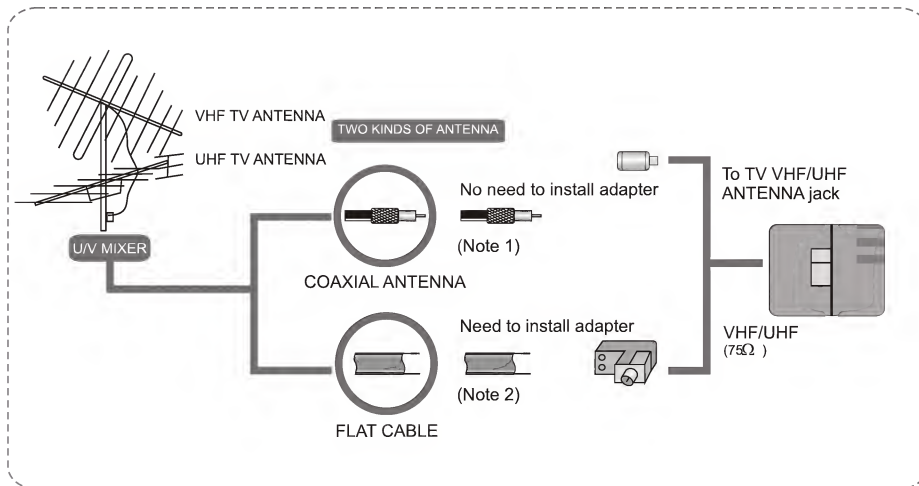 VHF TV ANTENNA
TWO KINDS OF ANTENNA
UHF TV ANTENNA
U/V MIXER
No need to install adapter
(Note 1)
COAXIAL ANTENNA
Need to install adapter
(Note 2)
FLAT CABLE
To TV VHF/UHF
ANTENNA jack
VHF/UHF
(75Ω )